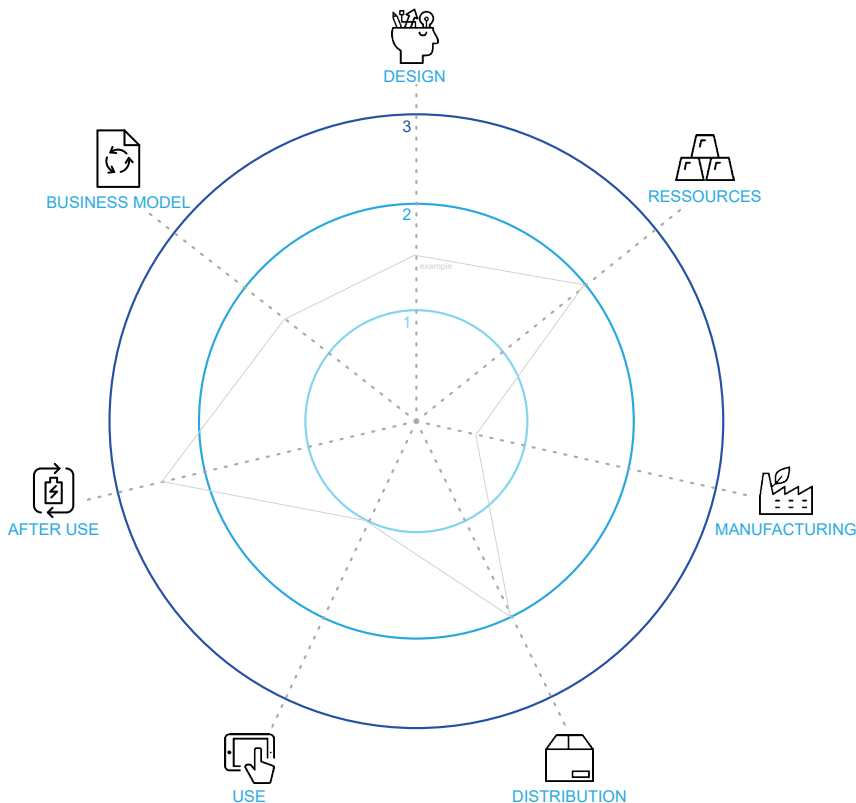 DESIGN
3
BUSINESS MODEL
RESSOURCES
2
example
1
AFTER USE
MANUFACTURING
USE
DISTRIBUTION